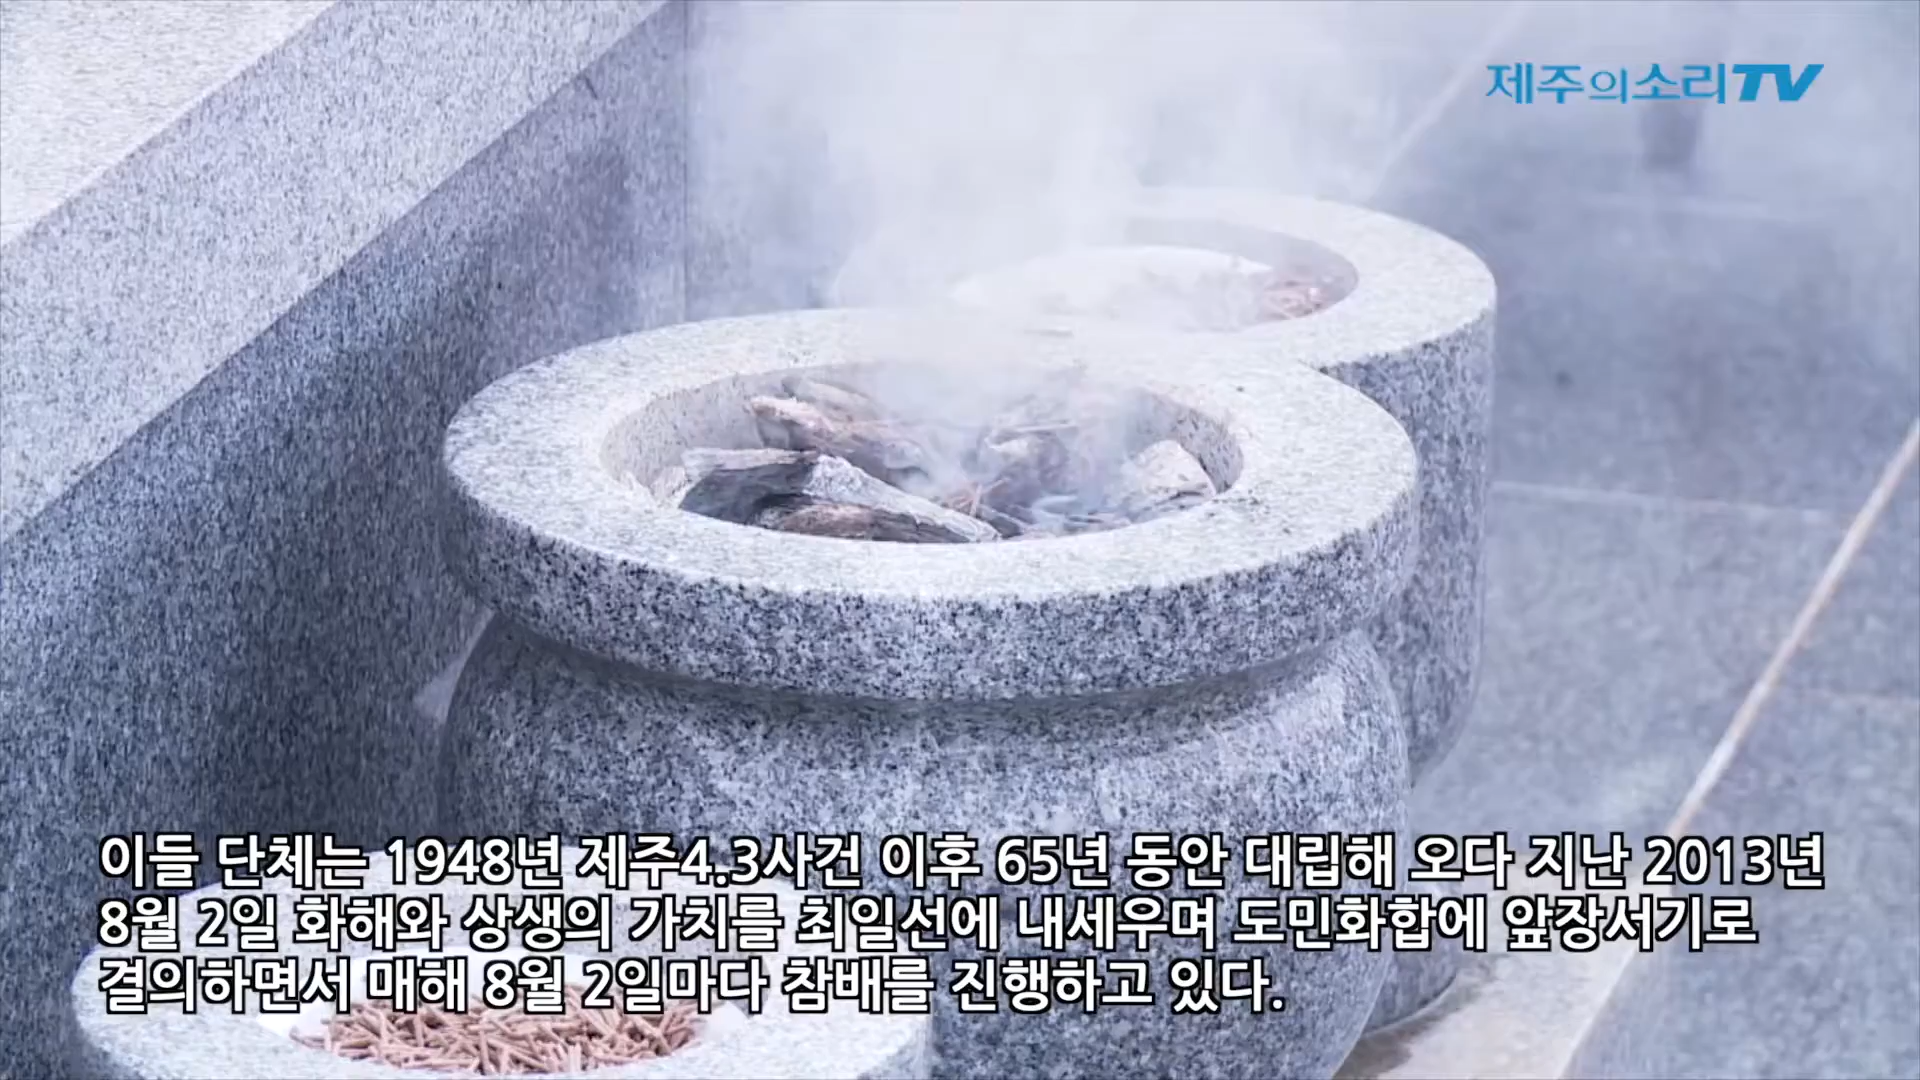 제주의소리TV
이들 단체는 1948년 제주4.3사건 이후 65년 동안 대립해 오다 지난 2013년
8월 2일 화해와 상생의 가치를 최일선에 내세우며 도민화합에 앞장서기로
결의하면서 매해 8월 2일마다 참배를 진행하고 있다.